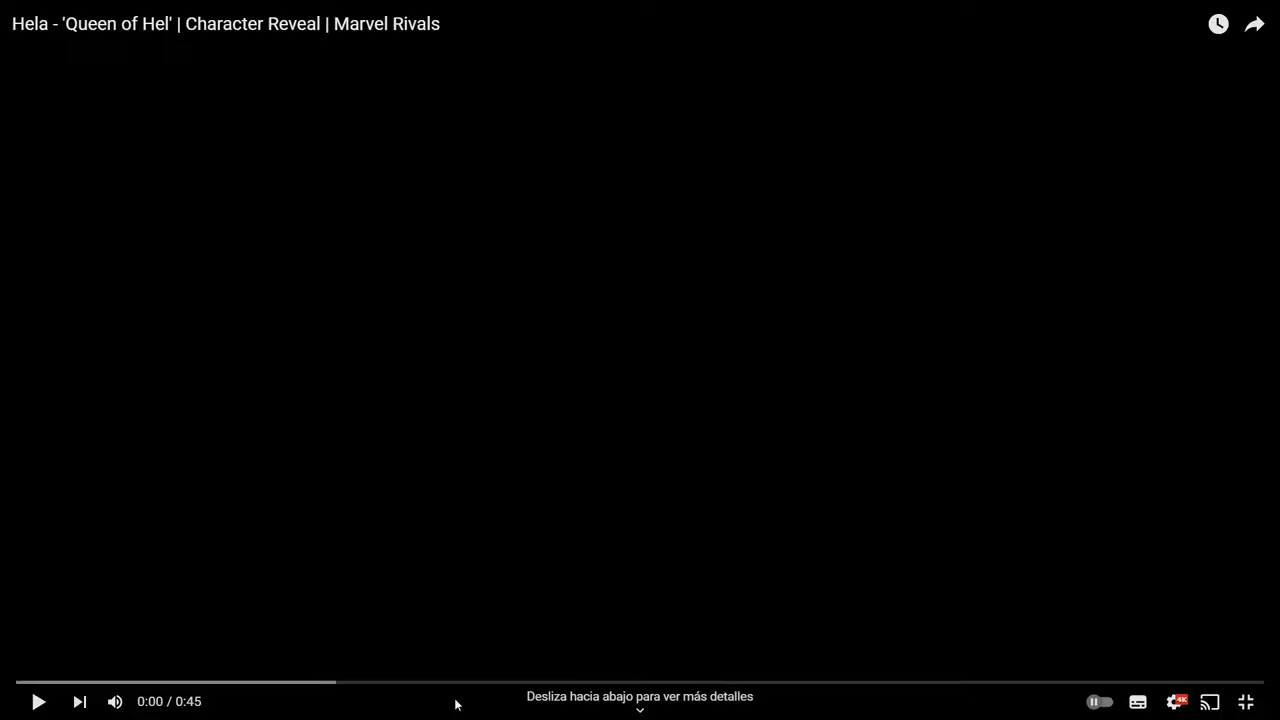 Hela - 'Queen of Hel' | Character Reveal | Marvel Rivals
0:00 / 0:45
Desliza hacia abajo para ver más detalles
4K